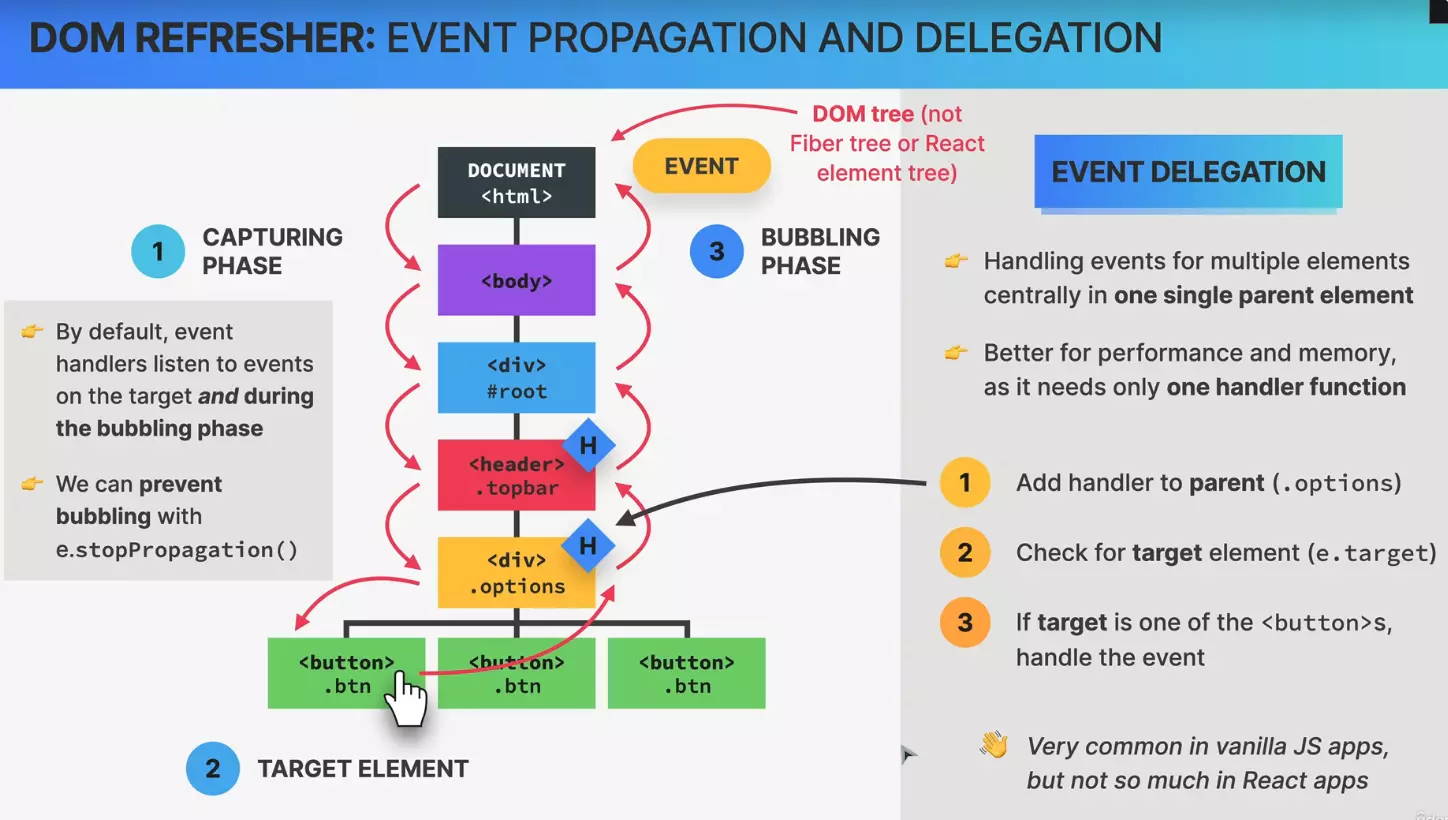 DOM REFRESHER: EVENT PROPAGATION AND DELEGATION
DOM tree (not
Fiber tree or React
element tree)
DOCUMENT
<html>
EVENT
1
CAPTURING
PHASE
3
BUBBLING
PHASE
<body>
👉 By default, event
handlers listen to events
on the target and during
the bubbling phase
👉 We can prevent
bubbling with
e.stopPropagation()
<div>
#root
<header>
.topbar
H
<div>
.options
H
<button>
.btn
<button>
.btn
<button>
.btn
2
TARGET ELEMENT
EVENT DELEGATION
👉 Handling events for multiple elements
centrally in one single parent element
👉 Better for performance and memory,
as it needs only one handler function
1 Add handler to parent (.options)
2 Check for target element (e.target)
3 If target is one of the <button>s,
handle the event
👋 Very common in vanilla JS apps,
but not so much in React apps